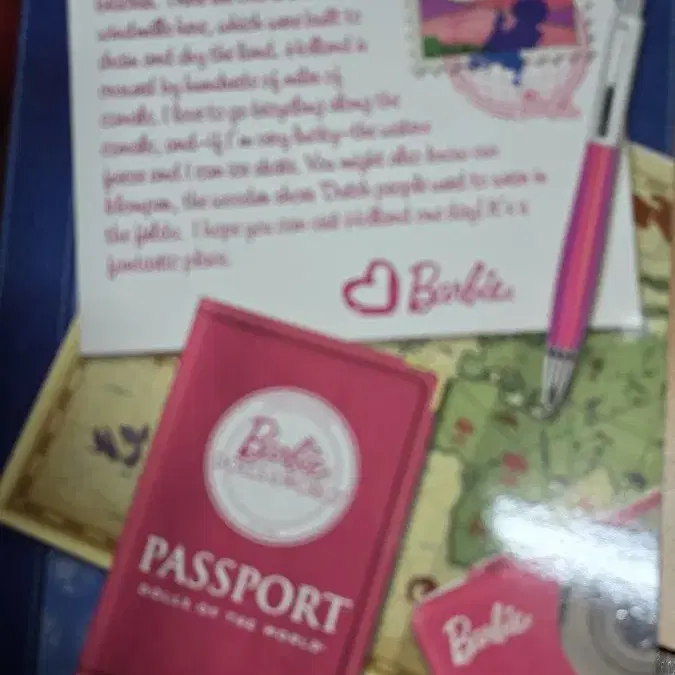 windmills here, which were built to
drain and dry the land. Holland is
crossed by hundreds of miles of
canals. I love to go bicycling along the
canals, and–if I'm very lucky–the water
froze and I can ice skate. You might also know our
klompen, the wooden shoes Dutch people used to wear in
the fields. I hope you can visit Holland one day! It's a
fantastic place.
Barbie
Barbie
PASSPORT
DOLLS OF THE WORLD
Barbie